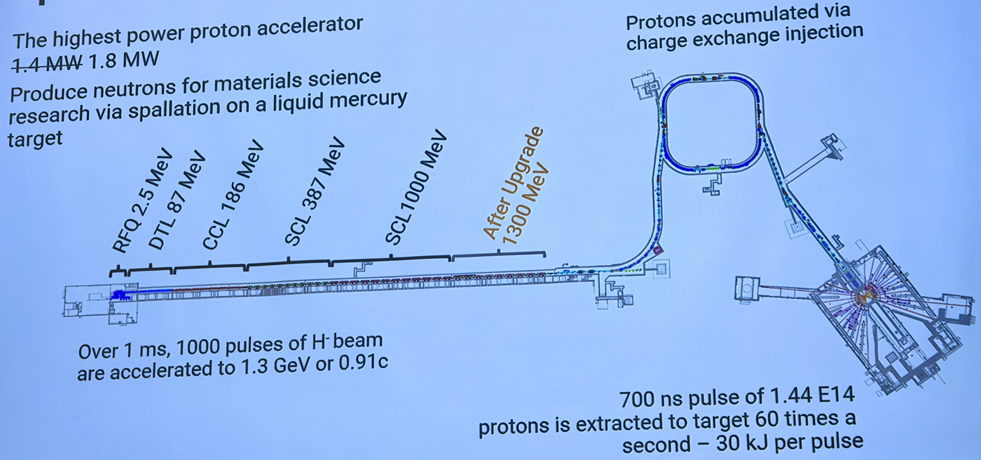 The highest power proton accelerator
1.4 MW 1.8 MW
Produce neutrons for materials science
research via spallation on a liquid mercury
target
Protons accumulated via
charge exchange injection
RFQ 2.5 MeV
DTL 87 MeV
CCL 186 MeV
SCL 387 MeV
SCL1000 MeV
After Upgrade
1300 MeV
Over 1 ms, 1000 pulses of H- beam
are accelerated to 1.3 GeV or 0.91c
700 ns pulse of 1.44 E14
protons is extracted to target 60 times a
second – 30 kJ per pulse